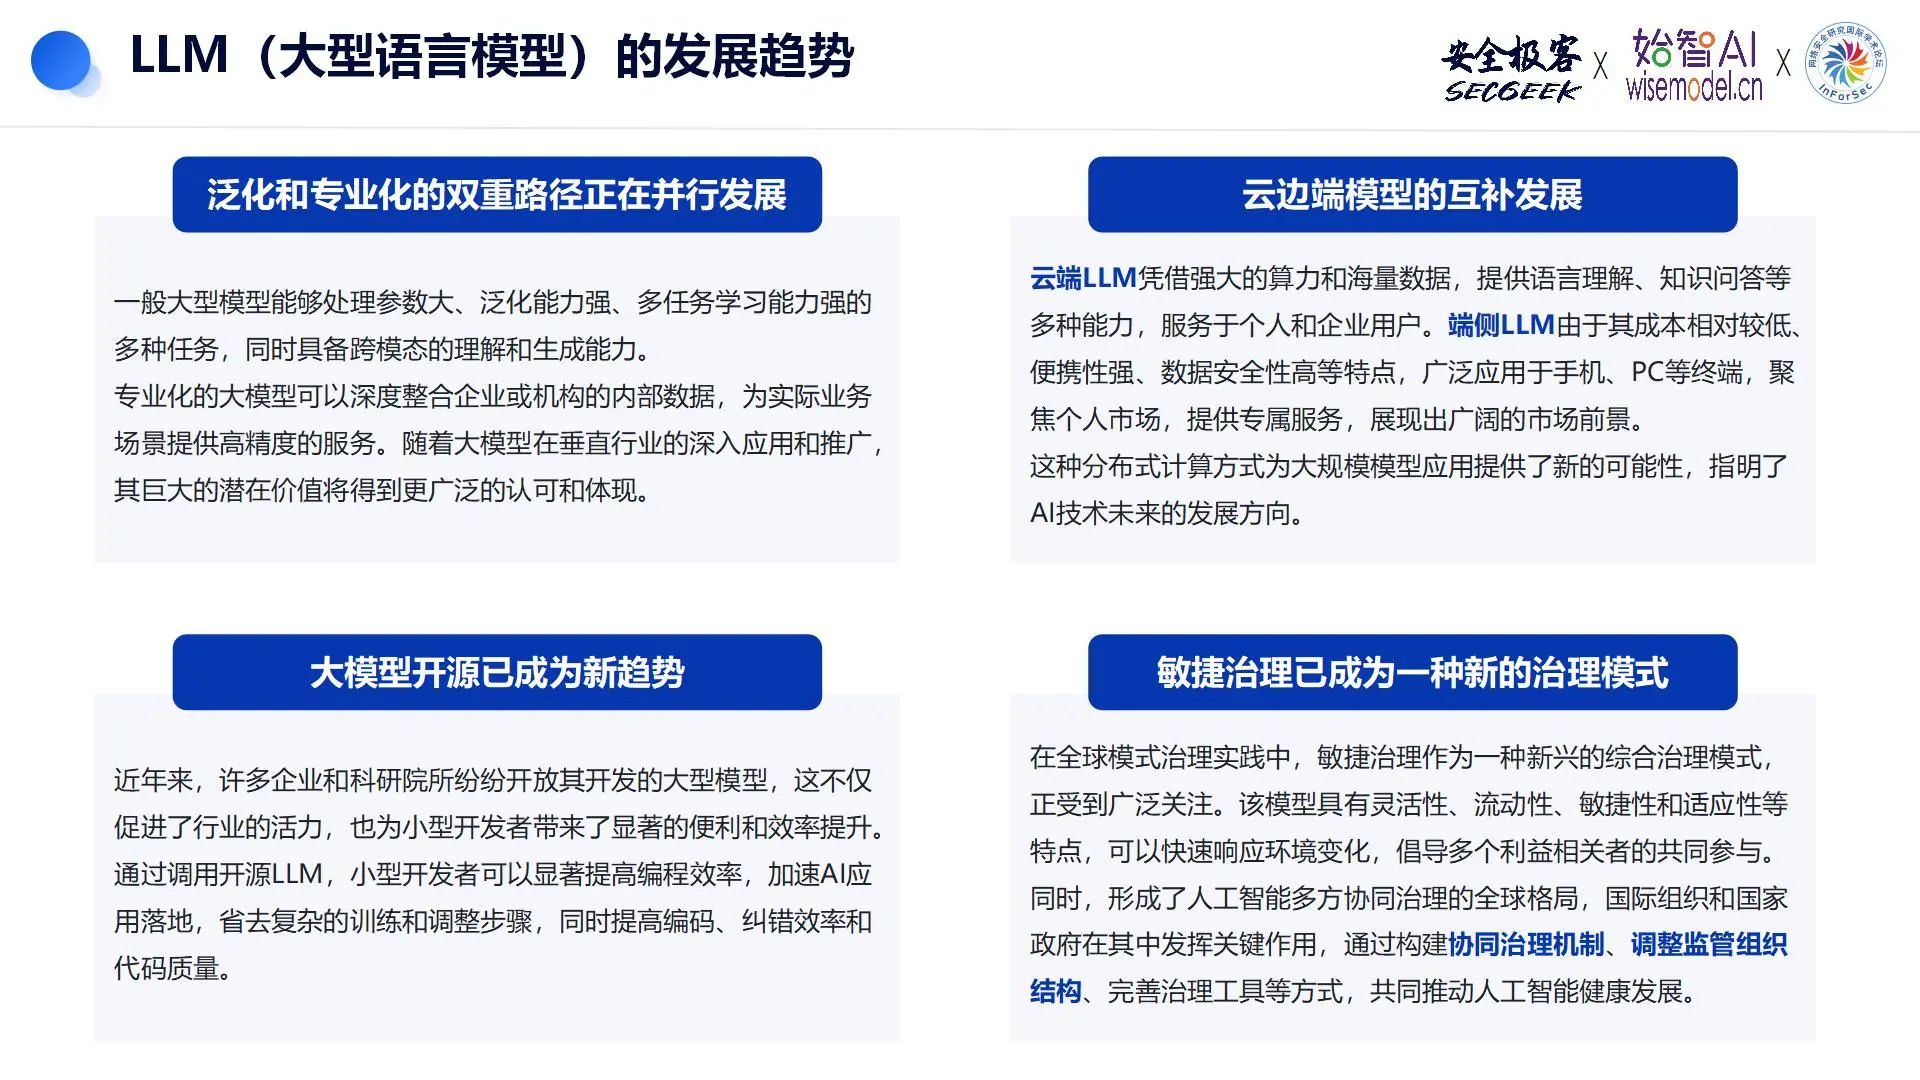 LLM（大型语言模型）的发展趋势
安全极客
SECGEEK
X
始智AI
wisemodel.cn
X
网络安全研究国际学术论坛
InForSec
泛化和专业化的双重路径正在并行发展
一般大型模型能够处理参数大、泛化能力强、多任务学习能力强的
多种任务，同时具备跨模态的理解和生成能力。
专业化的大模型可以深度整合企业或机构的内部数据，为实际业务
场景提供高精度的服务。随着大模型在垂直行业的深入应用和推广，
其巨大的潜在价值将得到更广泛的认可和体现。
云边端模型的互补发展
云端LLM凭借强大的算力和海量数据，提供语言理解、知识问答等
多种能力，服务于个人和企业用户。端侧LLM由于其成本相对较低、
便携性强、数据安全性高等特点，广泛应用于手机、PC等终端，聚
焦个人市场，提供专属服务，展现出广阔的市场前景。
这种分布式计算方式为大规模模型应用提供了新的可能性，指明了
AI技术未来的发展方向。
大模型开源已成为新趋势
近年来，许多企业和科研院所纷纷开放其开发的大型模型，这不仅
促进了行业的活力，也为小型开发者带来了显著的便利和效率提升。
通过调用开源LLM，小型开发者可以显著提高编程效率，加速AI应
用落地，省去复杂的训练和调整步骤，同时提高编码、纠错效率和
代码质量。
敏捷治理已成为一种新的治理模式
在全球模式治理实践中，敏捷治理作为一种新兴的综合治理模式，
正受到广泛关注。该模型具有灵活性、流动性、敏捷性和适应性等
特点，可以快速响应环境变化，倡导多个利益相关者的共同参与。
同时，形成了人工智能多方协同治理的全球格局，国际组织和国家
政府在其中发挥关键作用，通过构建协同治理机制、调整监管组织
结构、完善治理工具等方式，共同推动人工智能健康发展。